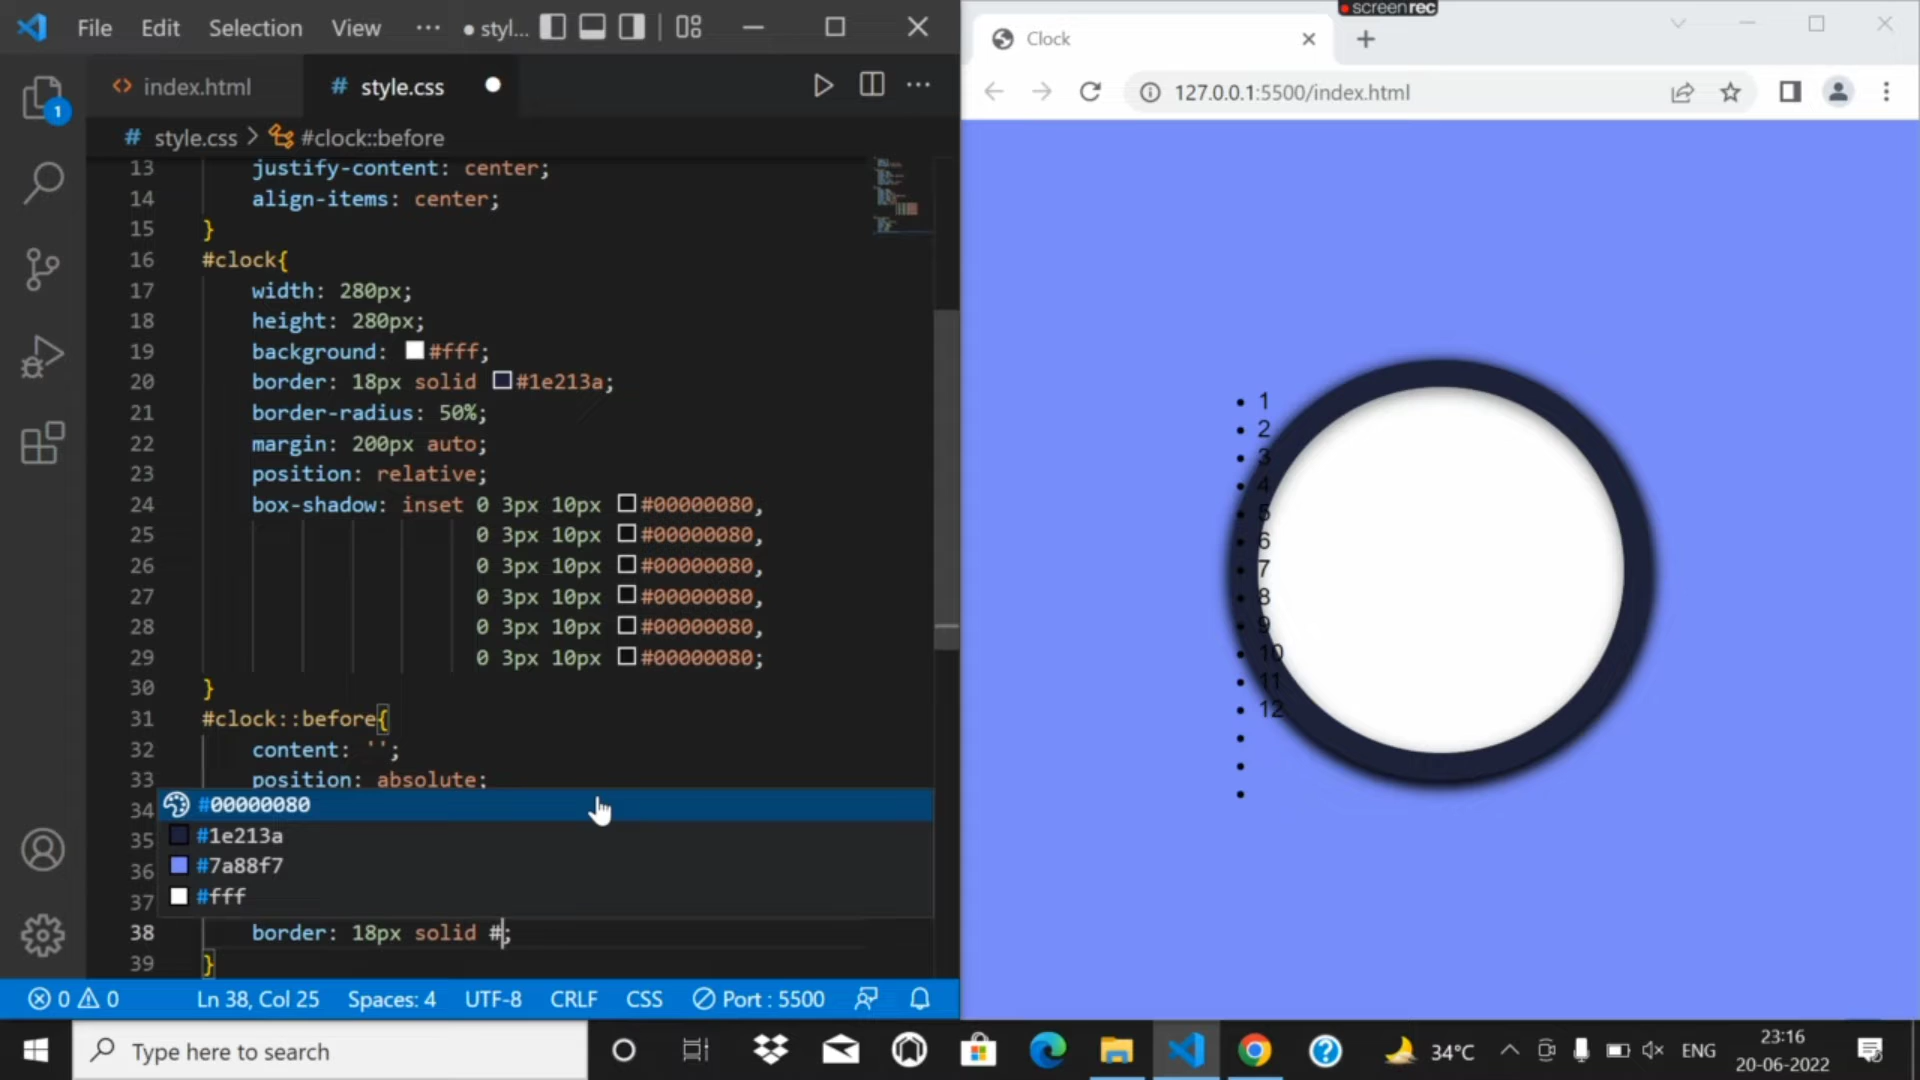 File Edit Selection View ··· ● styl...
index.html # style.css
# style.css > #clock::before
13 justify-content: center;
14 align-items: center;
15 }
16 #clock{
17 width: 280px;
18 height: 280px;
19 background: #fff;
20 border: 18px solid #1e213a;
21 border-radius: 50%;
22 margin: 200px auto;
23 position: relative;
24 box-shadow: inset 0 3px 10px #00000080,
25 0 3px 10px #00000080,
26 0 3px 10px #00000080,
27 0 3px 10px #00000080,
28 0 3px 10px #00000080,
29 0 3px 10px #00000080;
30 }
31 #clock::before{
32 content: '';
33 position: absolute;
34 #00000080
35 #1e213a
36 #7a88f7
37 #fff
38 border: 18px solid #;
39 }
1
0 0 Ln 38, Col 25 Spaces: 4 UTF-8 CRLF CSS Port : 5500
screenrec
Clock
127.0.0.1:5500/index.html
• 1
• 2
• 3
• 4
• 5
• 6
• 7
• 8
• 9
• 10
• 11
• 12
•
•
•
Type here to search
34°C ENG 23:16
20-06-2022